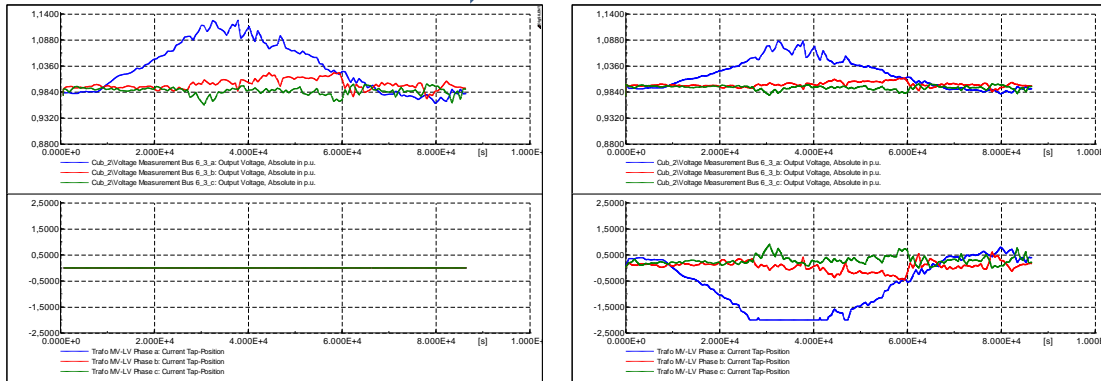 1,1400
1,0880
1,0360
0,9840
0,9320
0,8800
0.000E+0 2.000E+4 4.000E+4 6.000E+4 8.000E+4 [s] 1.000E+
Cub_2\Voltage Measurement Bus 6_3_a: Output Voltage, Absolute in p.u.
Cub_2\Voltage Measurement Bus 6_3_b: Output Voltage, Absolute in p.u.
Cub_2\Voltage Measurement Bus 6_3_c: Output Voltage, Absolute in p.u.
2,5000
1,5000
0,5000
-0,5000
-1,5000
-2,5000
0.000E+0 2.000E+4 4.000E+4 6.000E+4 8.000E+4 [s] 1.000E+
Trafo MV-LV Phase a: Current Tap-Position
Trafo MV-LV Phase b: Current Tap-Position
Trafo MV-LV Phase c: Current Tap-Position
1,1400
1,0880
1,0360
0,9840
0,9320
0,8800
0.000E+0 2.000E+4 4.000E+4 6.000E+4 8.000E+4 [s] 1.000E+
Cub_2\Voltage Measurement Bus 6_3_a: Output Voltage, Absolute in p.u.
Cub_2\Voltage Measurement Bus 6_3_b: Output Voltage, Absolute in p.u.
Cub_2\Voltage Measurement Bus 6_3_c: Output Voltage, Absolute in p.u.
2,5000
1,5000
0,5000
-0,5000
-1,5000
-2,5000
0.000E+0 2.000E+4 4.000E+4 6.000E+4 8.000E+4 [s] 1.000E+
Trafo MV-LV Phase a: Current Tap-Position
Trafo MV-LV Phase b: Current Tap-Position
Trafo MV-LV Phase c: Current Tap-Position